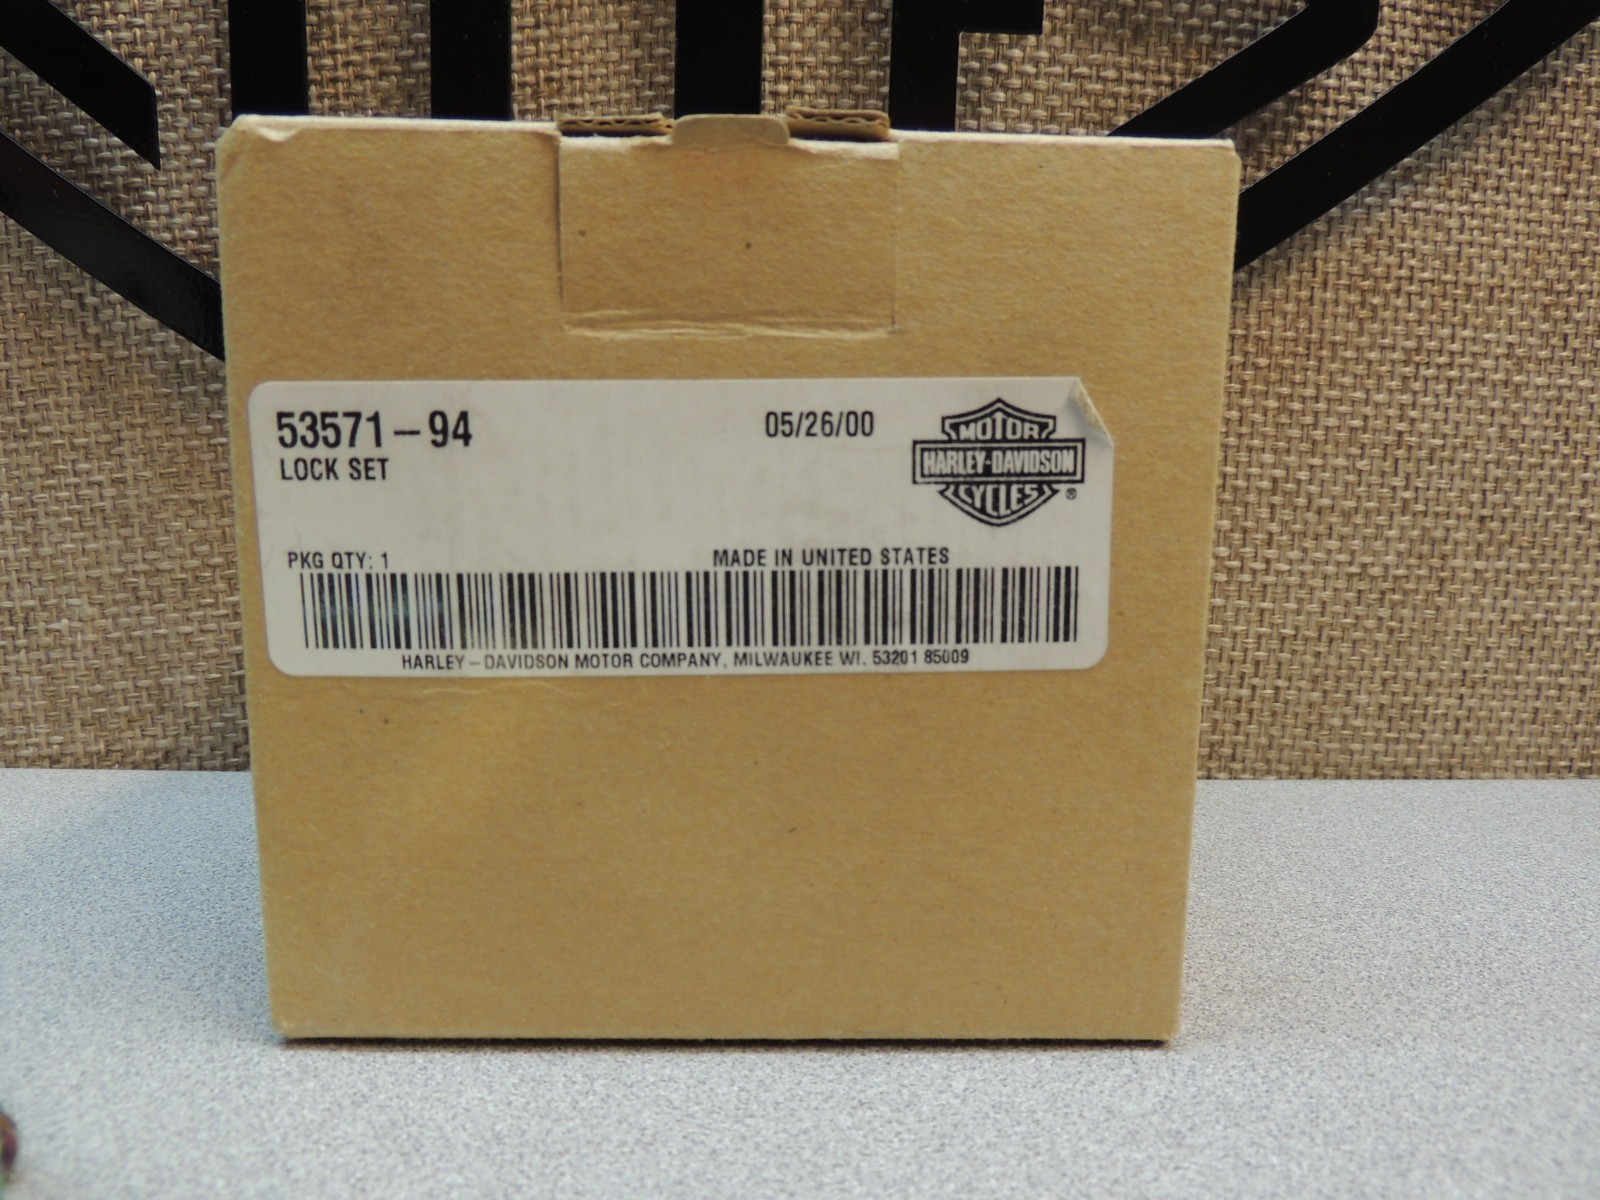 53571-94
05/26/00
LOCK SET
MOTOR
HARLEY-DAVIDSON
CYCLES
®
PKG QTY: 1
MADE IN UNITED STATES
HARLEY-DAVIDSON MOTOR COMPANY, MILWAUKEE WI. 53201 85009